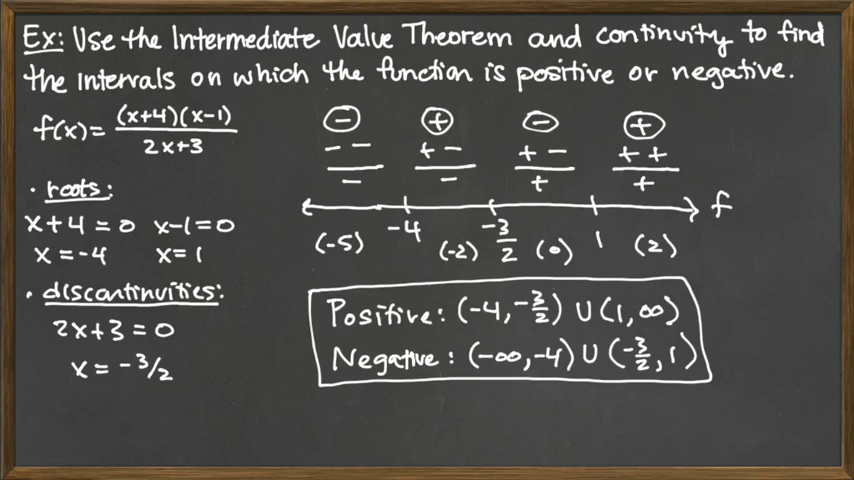 Ex: Use the Intermediate Value Theorem and continuity to find
the intervals on which the function is positive or negative.
f(x) = (x+4)(x-1) / 2x+3
• roots:
x+4=0 x-1=0
x=-4 x=1
• discontinuities:
2x+3=0
x=-3/2
- + - +
- - + - + - + +
- - + +
f
-4 -3/2 1
(-5) (-2) (0) (2)
Positive: (-4,-3/2) ∪ (1,∞)
Negative: (-∞,-4) ∪ (-3/2, 1)